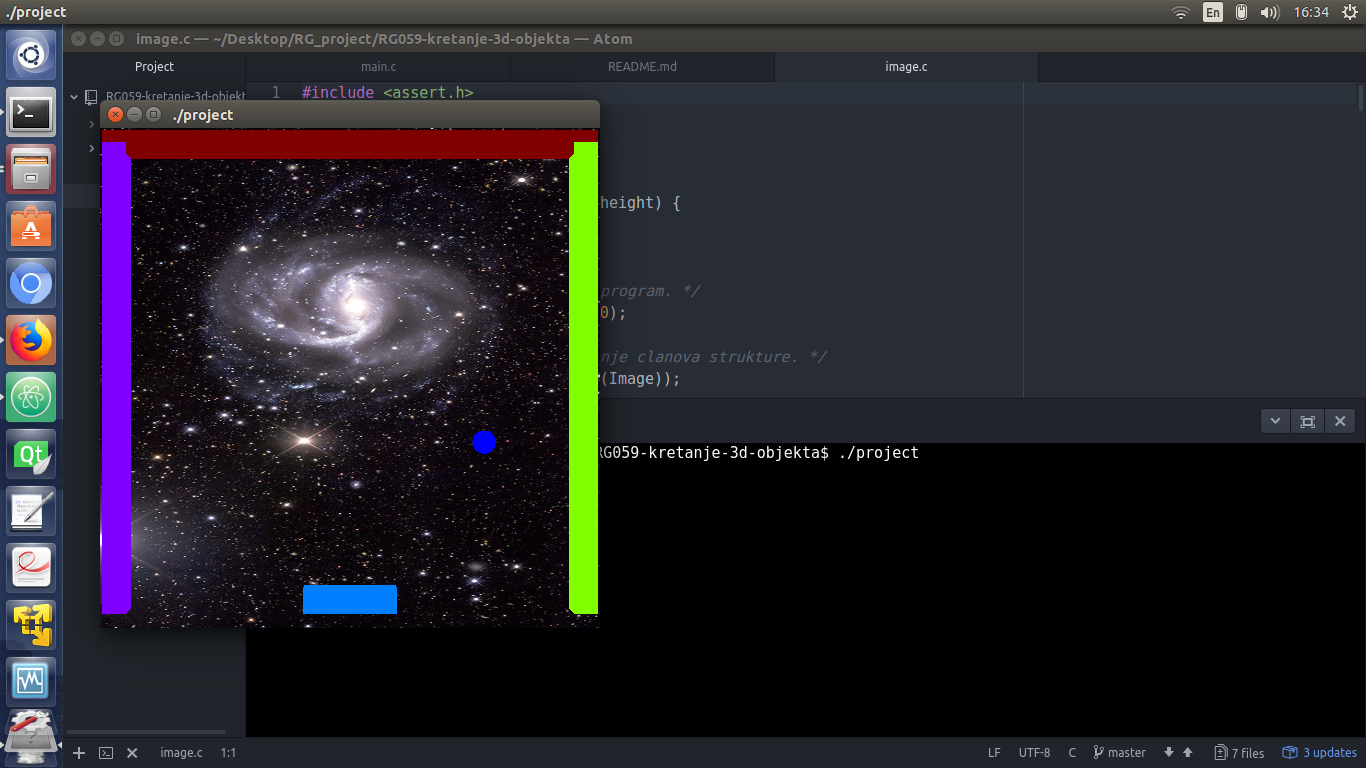 ./project
En
16:34
image.c — ~/Desktop/RG_project/RG059-kretanje-3d-objekta — Atom
Project
main.c
README.md
image.c
RG059-kretanje-3d-objekt
1 #include <assert.h>
./project
height) {
program. */
0);
nje clanova strukture. */
(Image));
RG059-kretanje-3d-objekta$ ./project
Qt
image.c 1:1
LF UTF-8 C master 7 files 3 updates